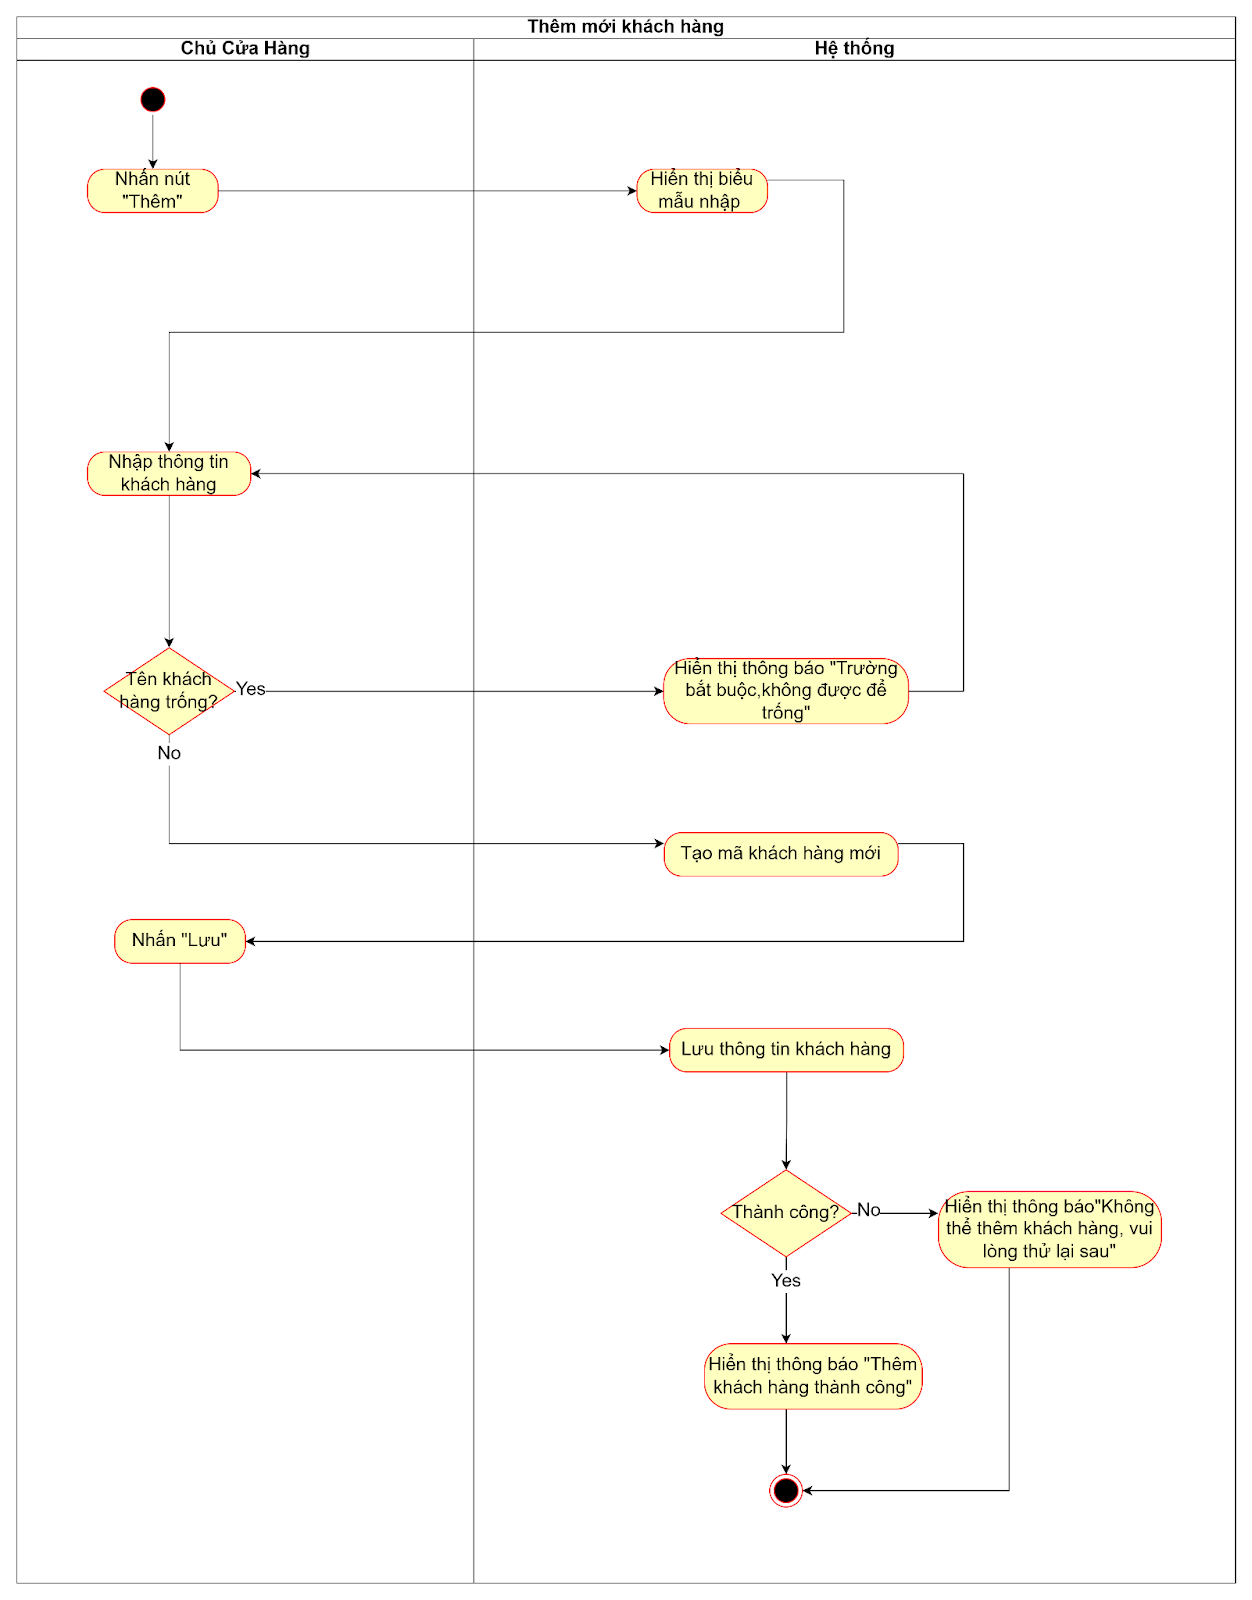 Thêm mới khách hàng
Chủ Cửa Hàng
Hệ thống
Nhấn nút
"Thêm"
Hiển thị biểu
mẫu nhập
Nhập thông tin
khách hàng
Tên khách
hàng trống?
Yes
Hiển thị thông báo "Trường
bắt buộc,không được để
trống"
No
Tạo mã khách hàng mới
Nhấn "Lưu"
Lưu thông tin khách hàng
Thành công?
No
Hiển thị thông báo"Không
thể thêm khách hàng, vui
lòng thử lại sau"
Yes
Hiển thị thông báo "Thêm
khách hàng thành công"